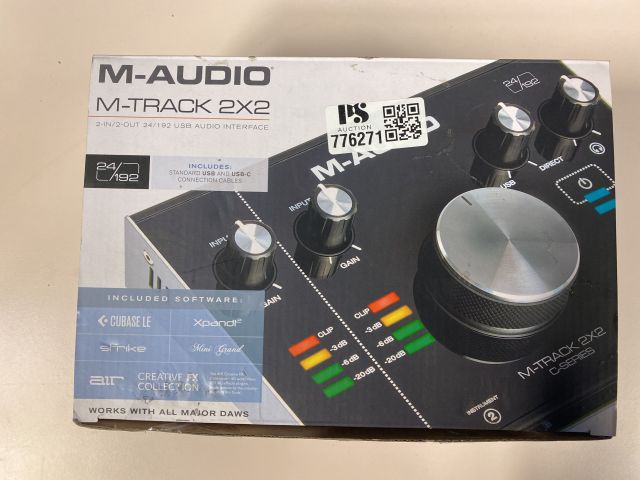 M-AUDIO
M-TRACK 2X2
2-IN/2-OUT 24/192 USB AUDIO INTERFACE
24/192
INCLUDES:
STANDARD USB AND USB-C
CONNECTION CABLES
PS
AUCTION
776271
M-AUDIO
24/192
USB
DIRECT
INPUT
GAIN
INPUT
GAIN
CLIP
-3dB
-6dB
-20dB
CLIP
-3dB
-6dB
-20dB
M-TRACK 2X2
C-SERIES
INSTRUMENT
2
INCLUDED SOFTWARE:
CUBASE LE
Xpand!2
strike
Mini Grand
AIR
CREATIVE FX
COLLECTION
WORKS WITH ALL MAJOR DAWS